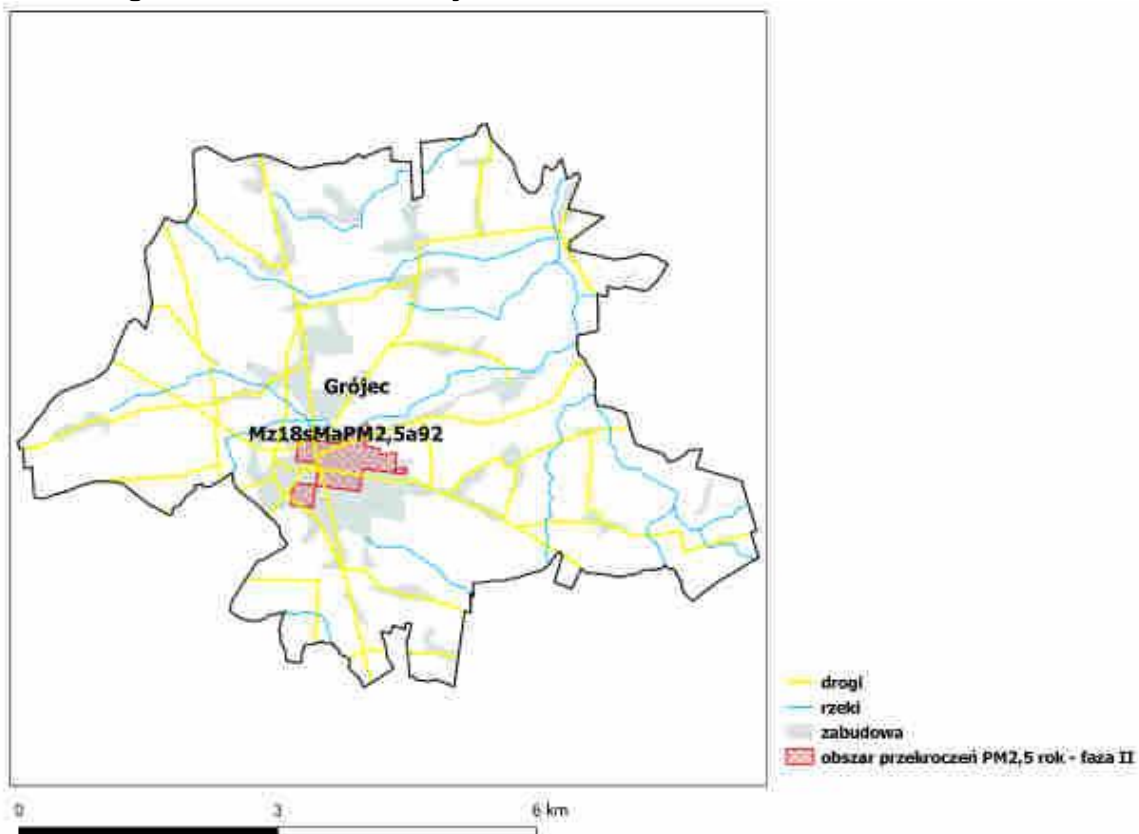 Grójec
Mz18sMaPM2,5a92
drogi
rzeki
zabudowa
obszar przekroczeń PM2,5 rok - faza II
0 3 6 km